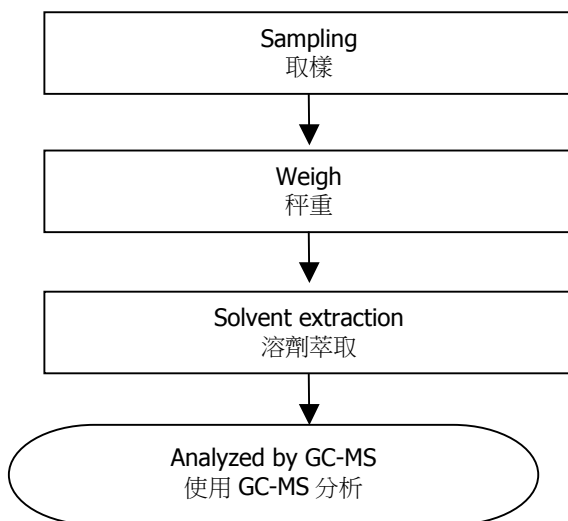 Sampling
取樣
Weigh
秤重
Solvent extraction
溶劑萃取
Analyzed by GC-MS
使用 GC-MS 分析